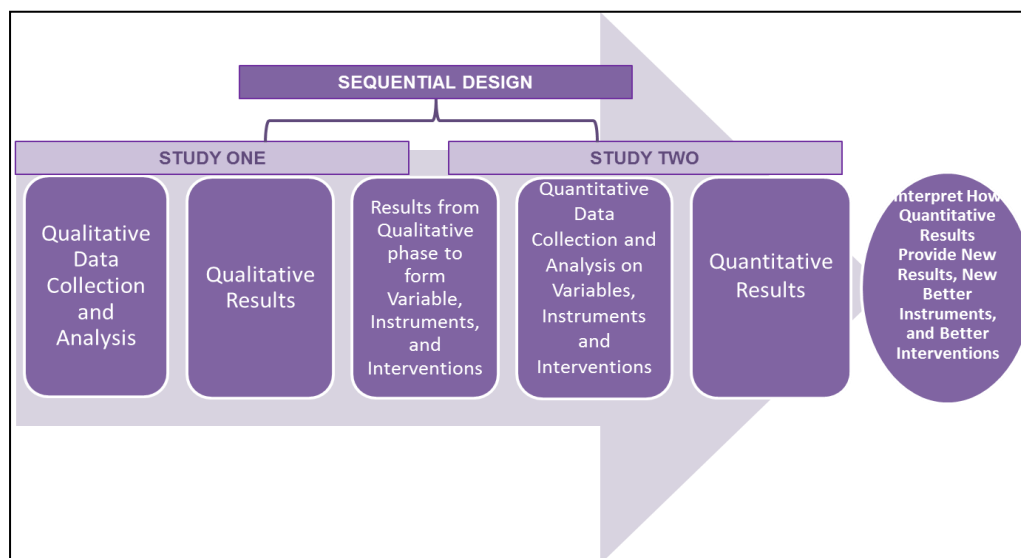 SEQUENTIAL DESIGN
STUDY ONE
STUDY TWO
Qualitative
Data
Collection
and
Analysis
Qualitative
Results
Results from
Qualitative
phase to
form
Variable,
Instruments,
and
Interventions
Quantitative
Data
Collection and
Analysis on
Variables,
Instruments
and
Interventions
Quantitative
Results
Interpret How
Quantitative
Results
Provide New
Results, New
Better
Instruments,
and Better
Interventions